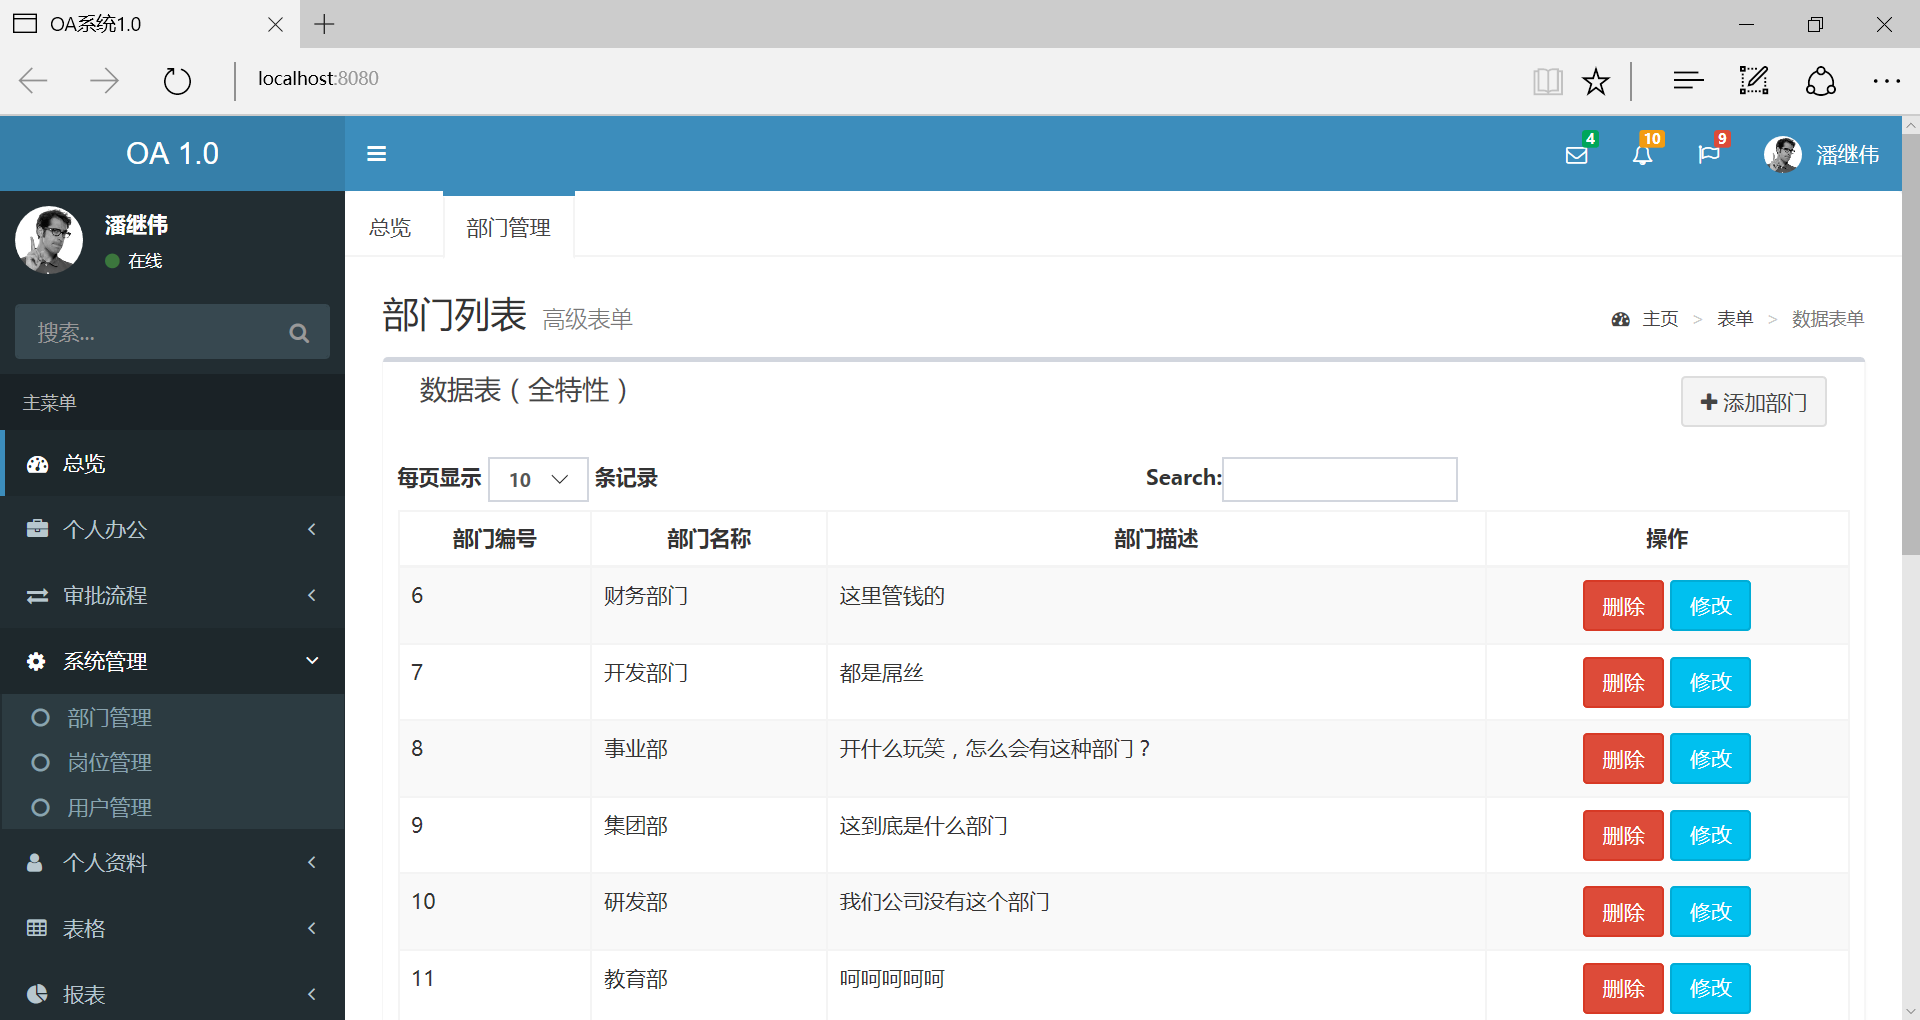 OA系统1.0
localhost:8080
OA 1.0
4
10
9
潘继伟
潘继伟
在线
搜索...
主菜单
总览
个人办公
审批流程
系统管理
部门管理
岗位管理
用户管理
个人资料
表格
报表
总览 部门管理
部门列表 高级表单
主页 > 表单 > 数据表单
数据表（全特性）
添加部门
每页显示 10 条记录
Search:
部门编号 部门名称 部门描述 操作
6 财务部门 这里管钱的 删除 修改
7 开发部门 都是屌丝 删除 修改
8 事业部 开什么玩笑，怎么会有这种部门？ 删除 修改
9 集团部 这到底是什么部门 删除 修改
10 研发部 我们公司没有这个部门 删除 修改
11 教育部 呵呵呵呵呵 删除 修改